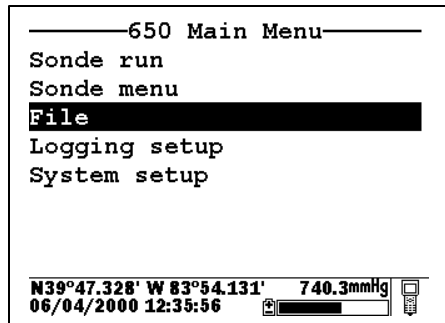 650 Main Menu
Sonde run
Sonde menu
File
Logging setup
System setup
N39°47.328' W 83°54.131' 740.3mmHg
06/04/2000 12:35:56